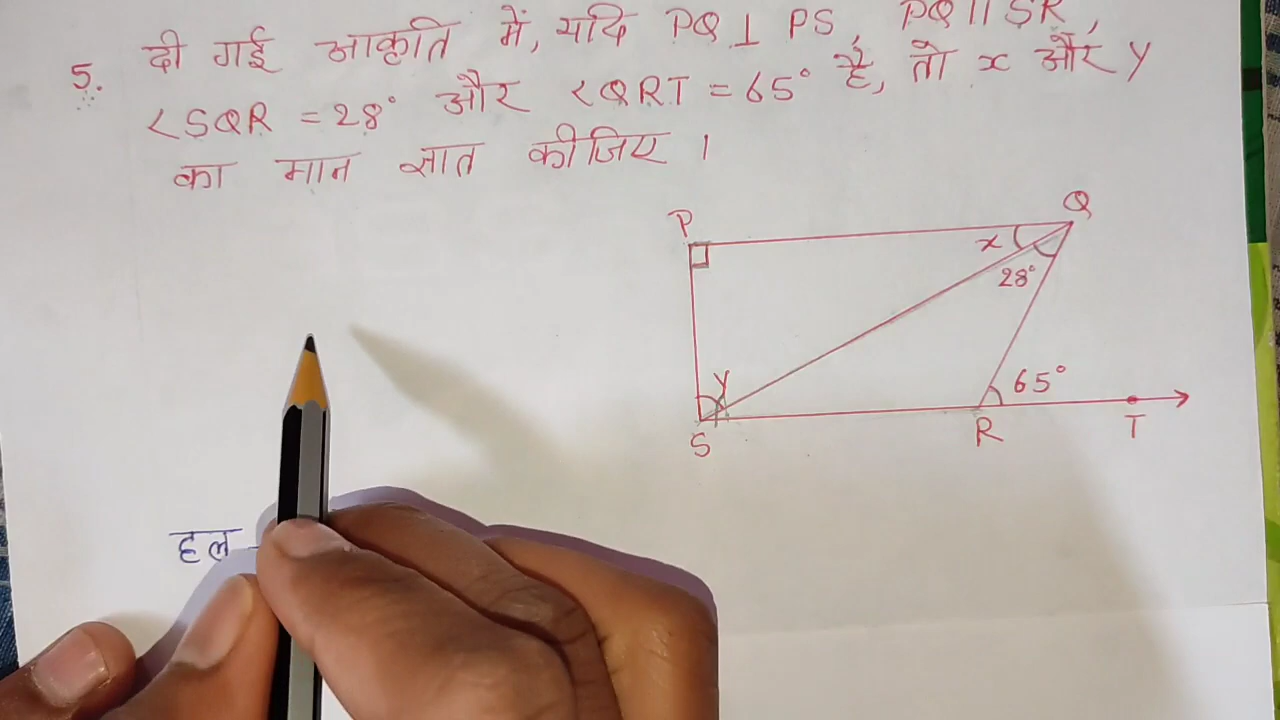 5. दी गई आकृति में, यदि PQ ⊥ PS, PQ || SR,
<SQR = 28° और <QRT = 65° है, तो x और y
का मान ज्ञात कीजिए ।
P
Q
x
28°
y
65°
S
R
T
हल